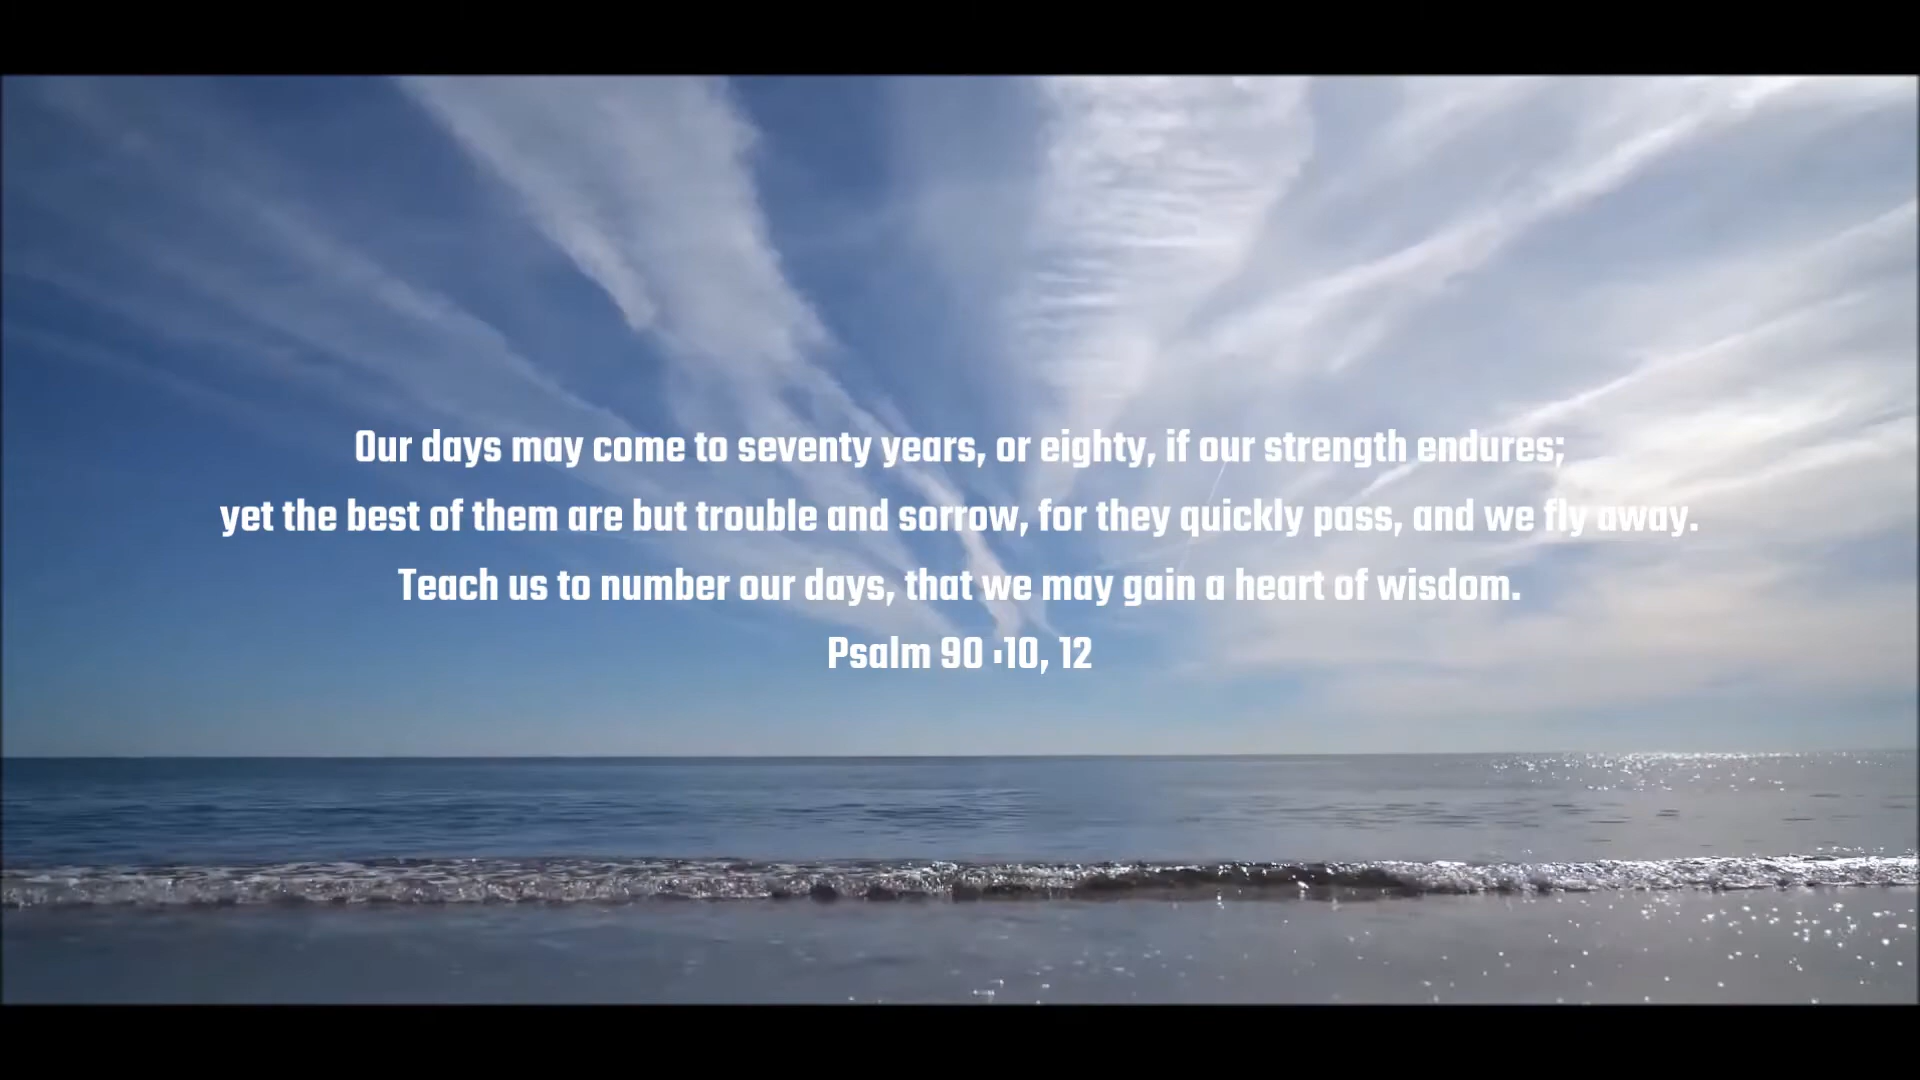 Our days may come to seventy years, or eighty, if our strength endures;
yet the best of them are but trouble and sorrow, for they quickly pass, and we fly away.
Teach us to number our days, that we may gain a heart of wisdom.
Psalm 90 :10, 12